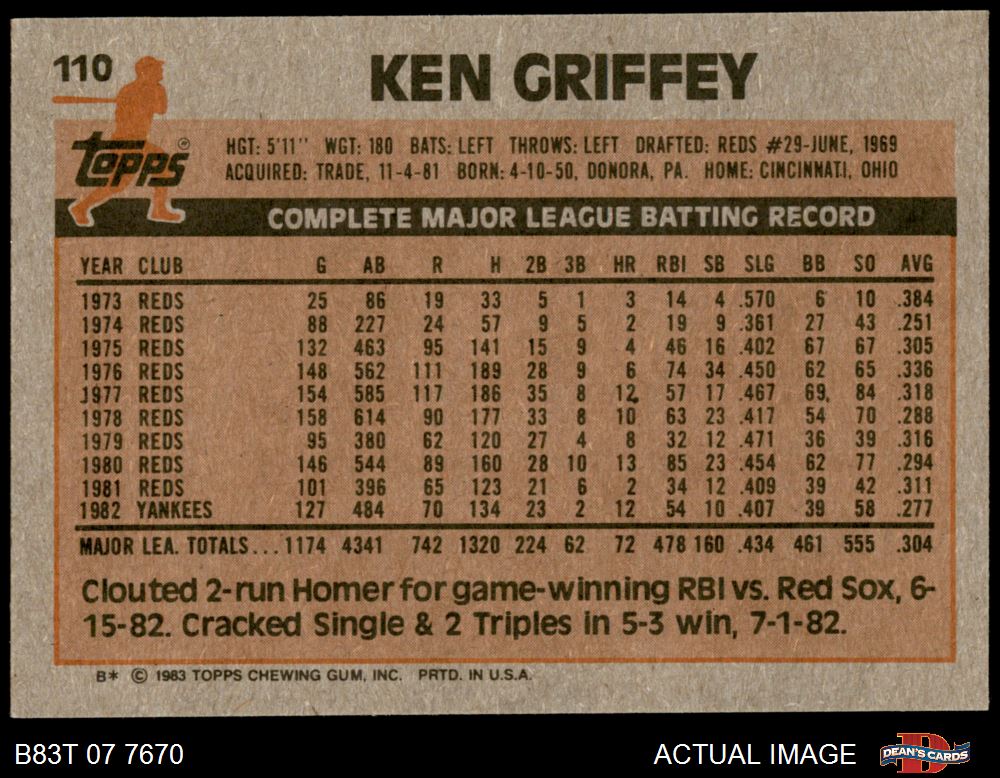 110
KEN GRIFFEY
topps®
HGT: 5'11" WGT: 180 BATS: LEFT THROWS: LEFT DRAFTED: REDS #29-JUNE, 1969
ACQUIRED: TRADE, 11-4-81 BORN: 4-10-50, DONORA, PA. HOME: CINCINNATI, OHIO
COMPLETE MAJOR LEAGUE BATTING RECORD
YEAR CLUB G AB R H 2B 3B HR RBI SB SLG BB SO AVG
1973 REDS 25 86 19 33 5 1 3 14 4 .570 6 10 .384
1974 REDS 88 227 24 57 9 5 2 19 9 .361 27 43 .251
1975 REDS 132 463 95 141 15 9 4 46 16 .402 67 67 .305
1976 REDS 148 562 111 189 28 9 6 74 34 .450 62 65 .336
1977 REDS 154 585 117 186 35 8 12 57 17 .467 69 84 .318
1978 REDS 158 614 90 177 33 8 10 63 23 .417 54 70 .288
1979 REDS 95 380 62 120 27 4 8 32 12 .471 36 39 .316
1980 REDS 146 544 89 160 28 10 13 85 23 .454 62 77 .294
1981 REDS 101 396 65 123 21 6 2 34 12 .409 39 42 .311
1982 YANKEES 127 484 70 134 23 2 12 54 10 .407 39 58 .277
MAJOR LEA. TOTALS... 1174 4341 742 1320 224 62 72 478 160 .434 461 555 .304
Clouted 2-run Homer for game-winning RBI vs. Red Sox, 6-
15-82. Cracked Single & 2 Triples in 5-3 win, 7-1-82.
B* © 1983 TOPPS CHEWING GUM, INC. PRTD. IN U.S.A.
B83T 07 7670
ACTUAL IMAGE
DEAN'S CARDS